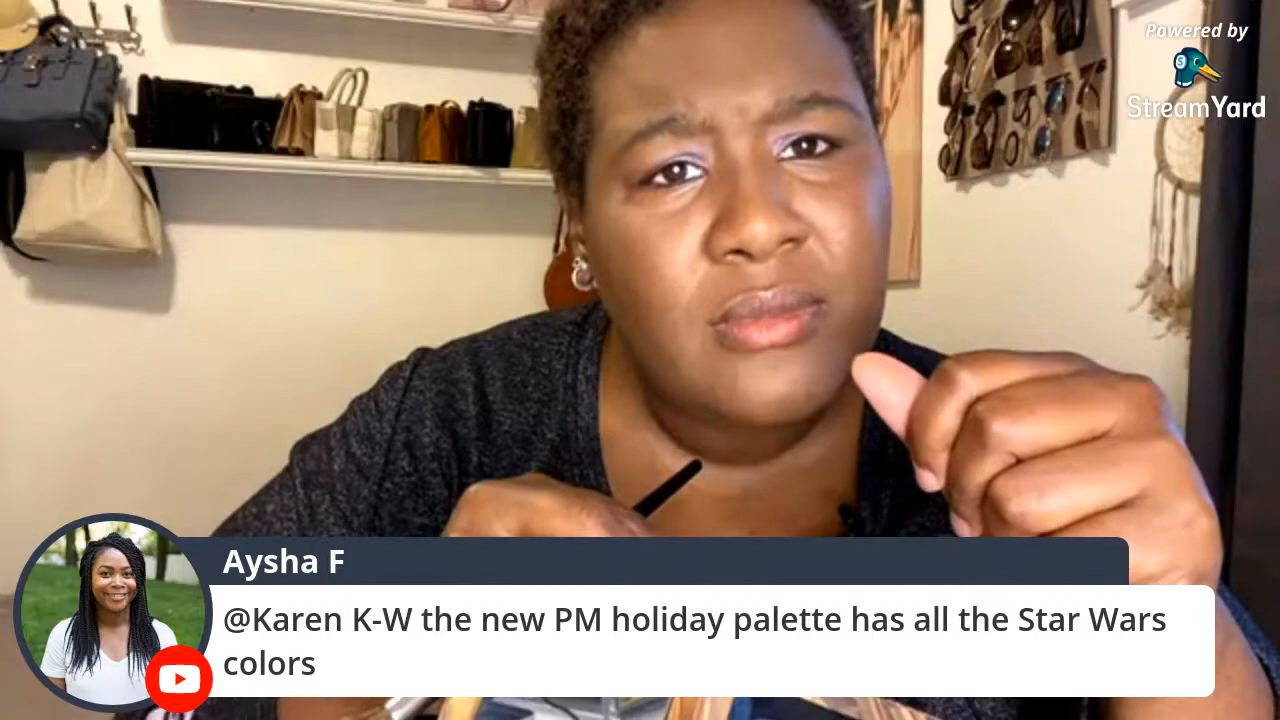 Powered by
StreamYard
Aysha F
@Karen K-W the new PM holiday palette has all the Star Wars
colors